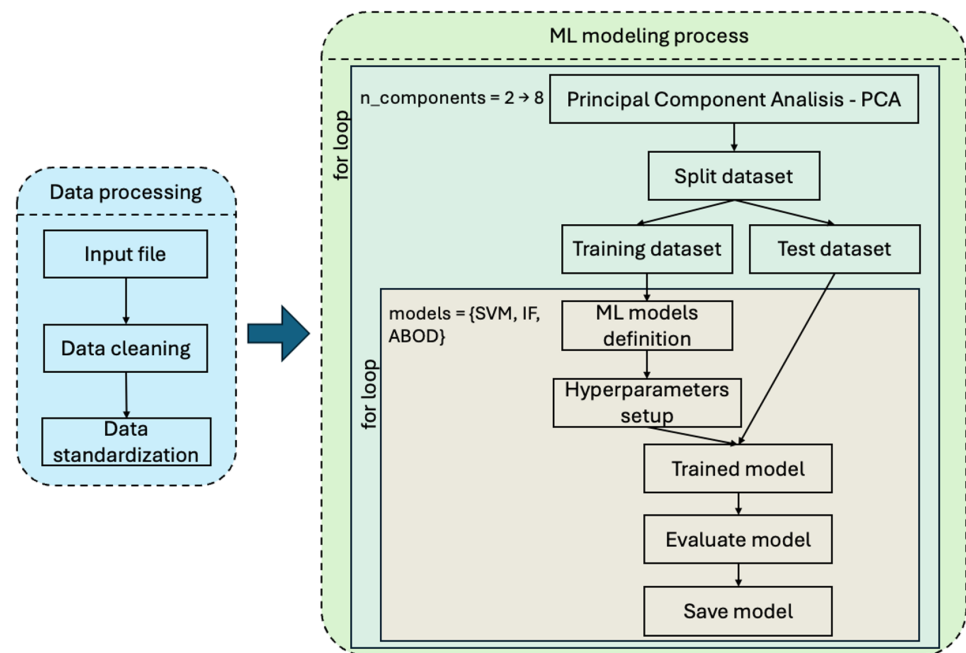 ML modeling process
n_components = 2 → 8
Principal Component Analisis - PCA
for loop
Split dataset
Data processing
Input file
Training dataset
Test dataset
models = {SVM, IF,
ABOD}
ML models
definition
Data cleaning
for loop
Hyperparameters
setup
Data
standardization
Trained model
Evaluate model
Save model